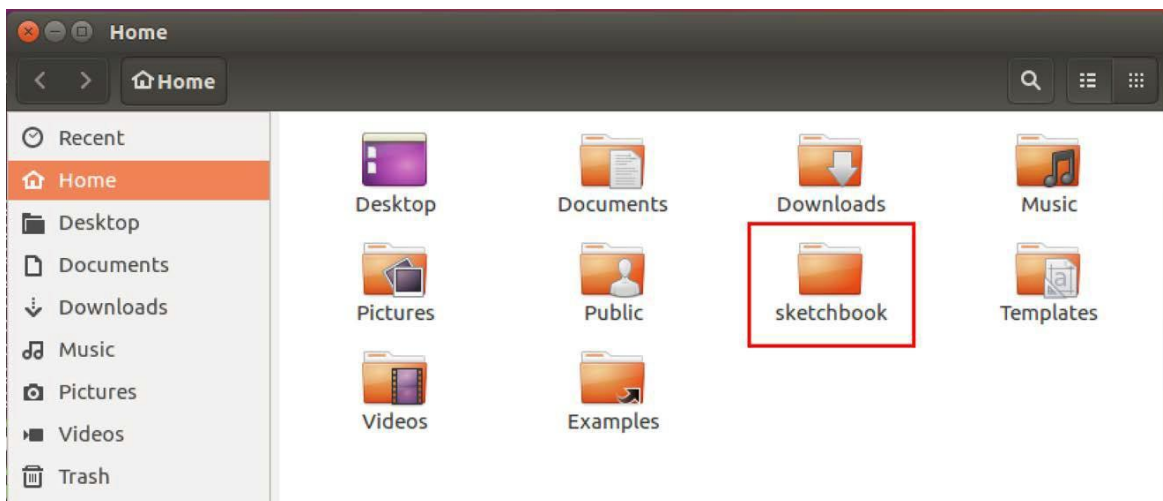 Home
Home
Recent
Home
Desktop
Documents
Downloads
Music
Pictures
Videos
Trash
Desktop
Documents
Downloads
Music
Pictures
Public
sketchbook
Templates
Videos
Examples